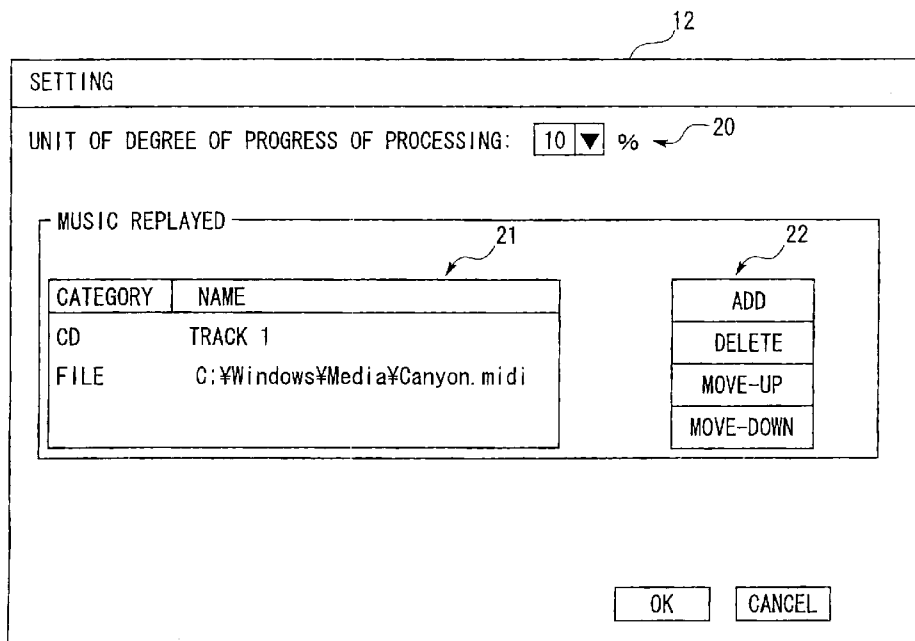 12
SETTING
UNIT OF DEGREE OF PROGRESS OF PROCESSING: 10 ▼ % 20
MUSIC REPLAYED
21
22
CATEGORY NAME
CD TRACK 1
FILE C:¥Windows¥Media¥Canyon.midi
ADD
DELETE
MOVE-UP
MOVE-DOWN
OK CANCEL